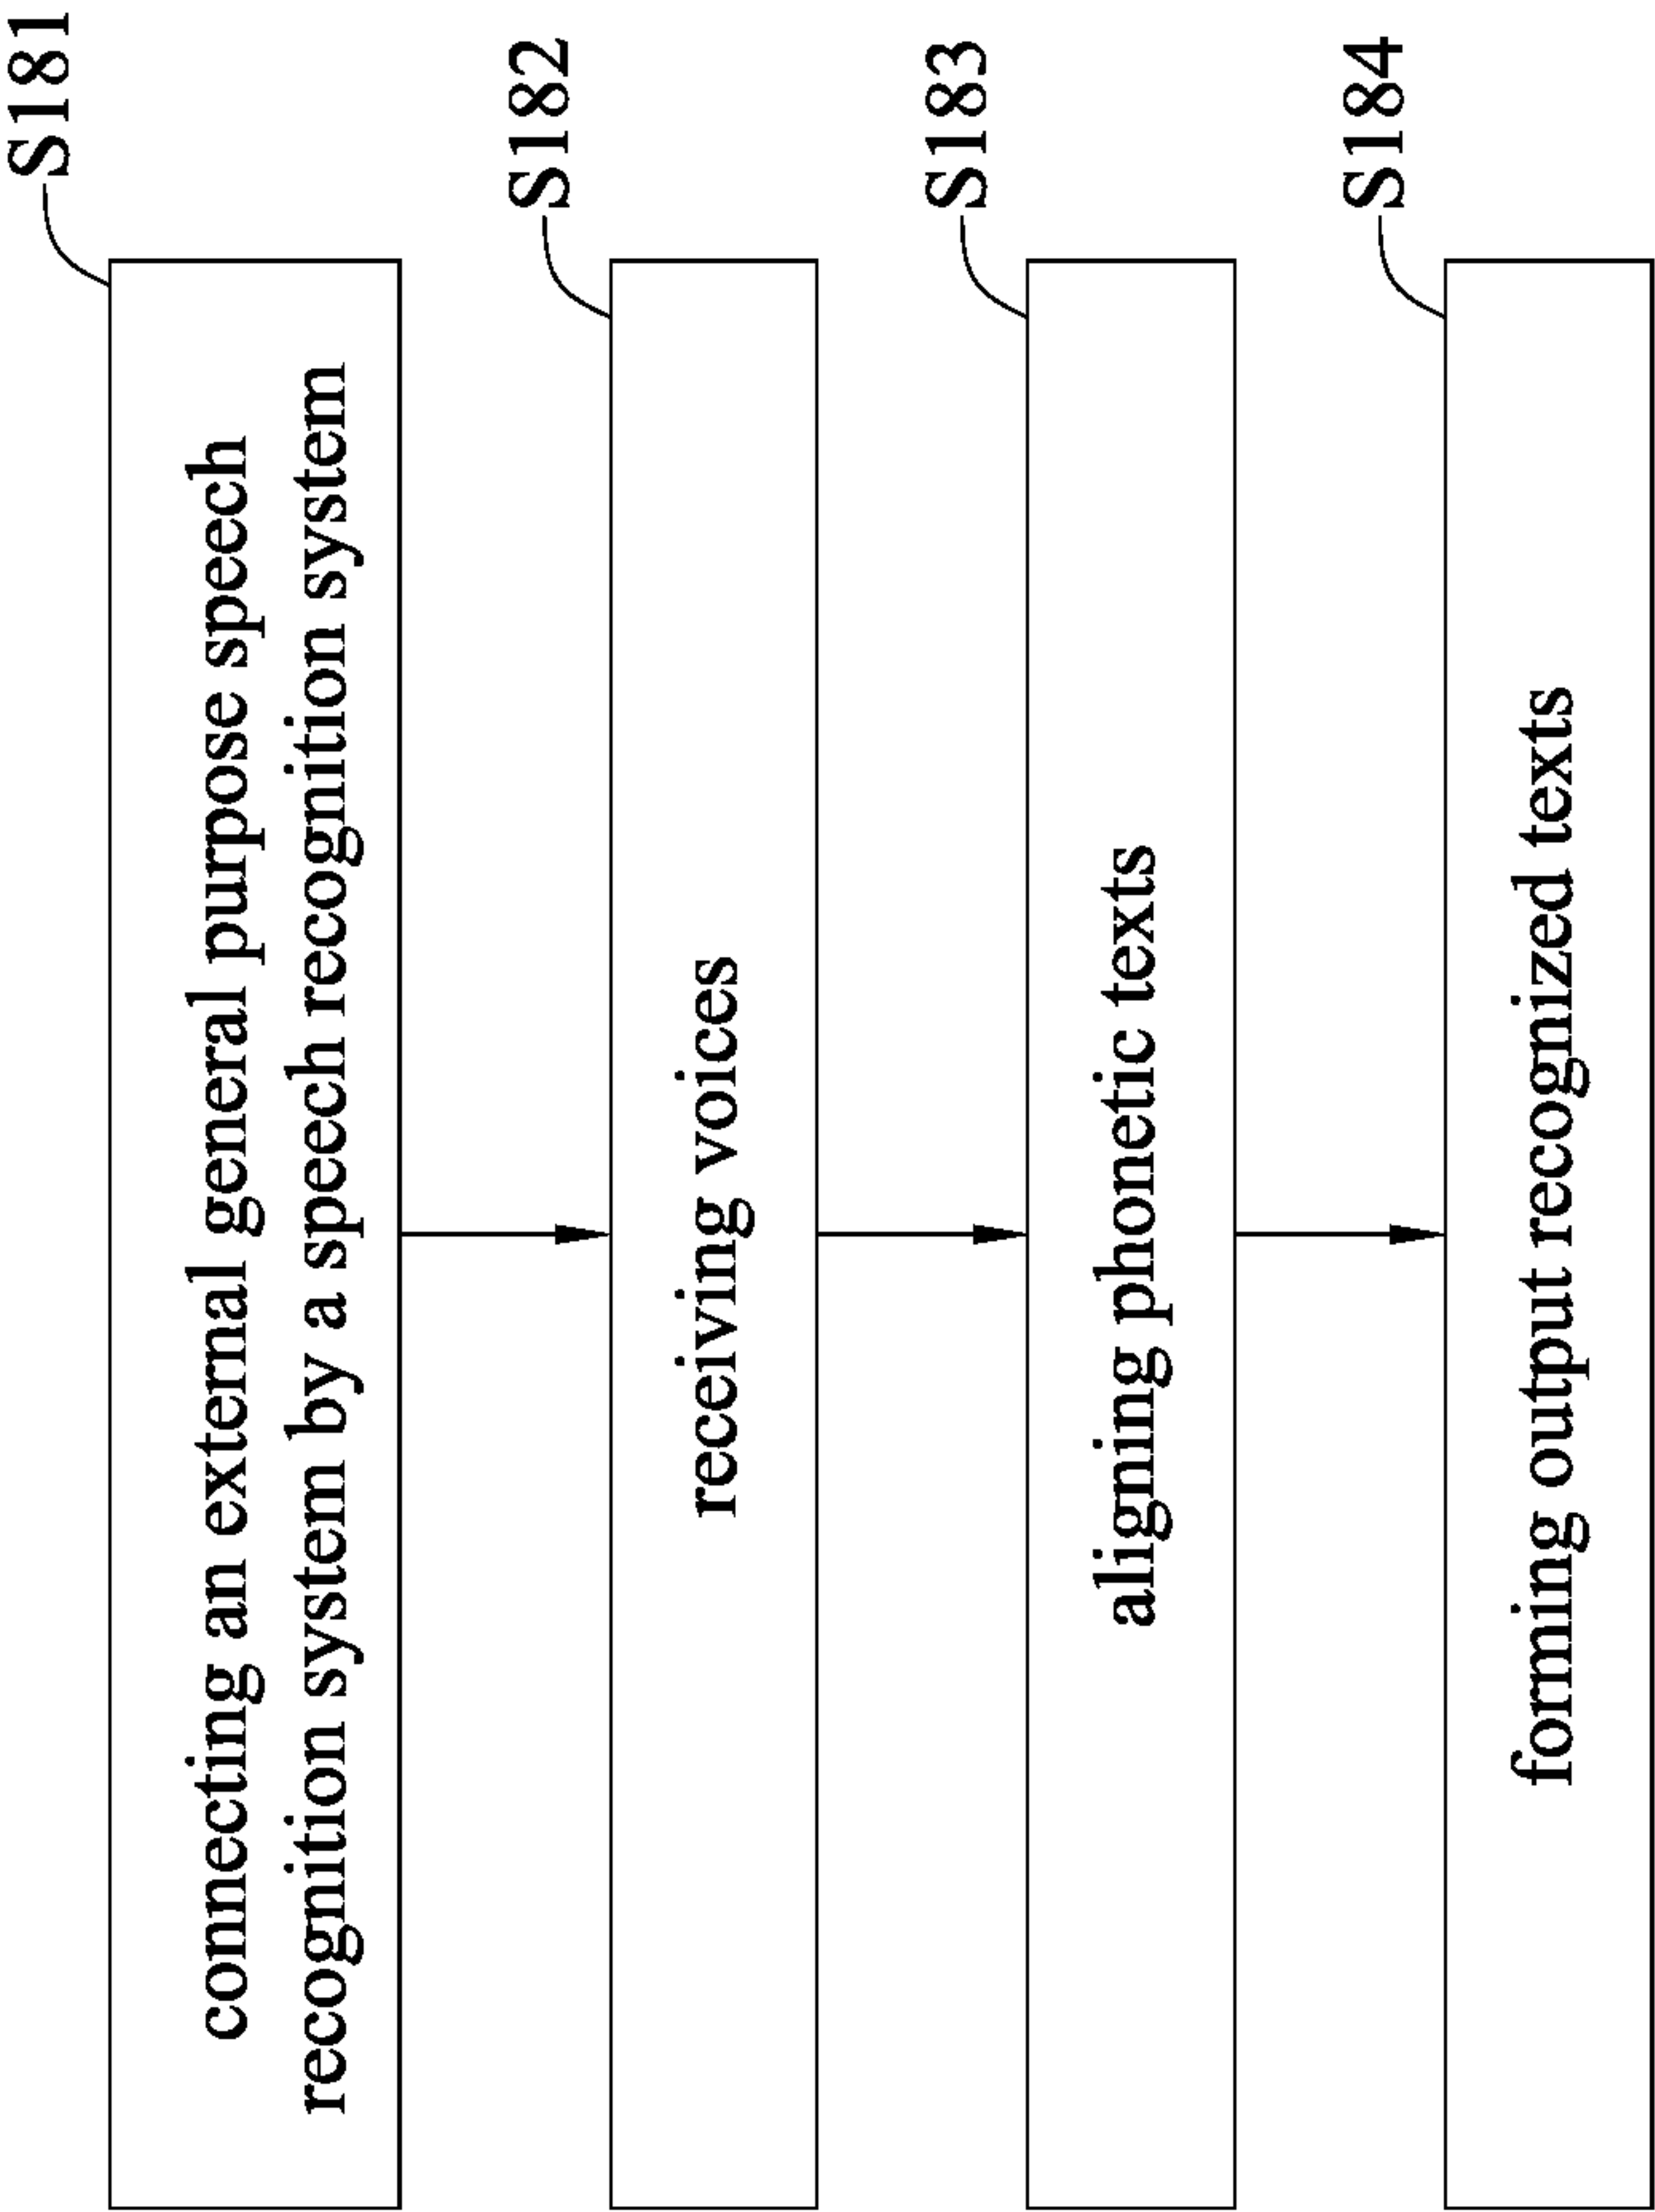 S181
connecting an external general purpose speech
recognition system by a speech recognition system
S182
receiving voices
S183
aligning phonetic texts
S184
forming output recognized texts